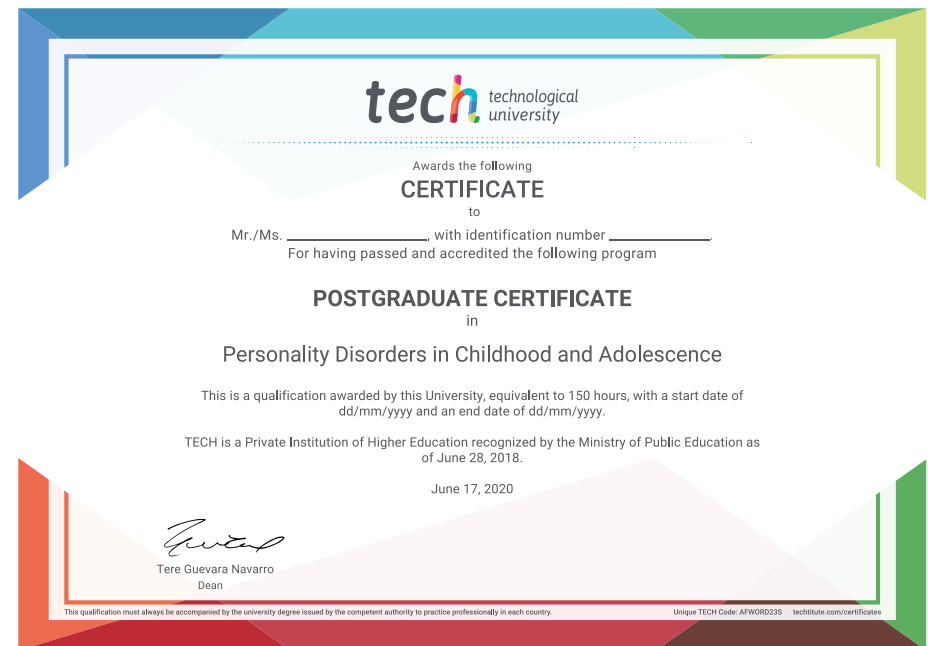 tech technological
university
Awards the following
CERTIFICATE
to
Mr./Ms. ____________________, with identification number ______________.
For having passed and accredited the following program
POSTGRADUATE CERTIFICATE
in
Personality Disorders in Childhood and Adolescence
This is a qualification awarded by this University, equivalent to 150 hours, with a start date of
dd/mm/yyyy and an end date of dd/mm/yyyy.
TECH is a Private Institution of Higher Education recognized by the Ministry of Public Education as
of June 28, 2018.
June 17, 2020
Tere Guevara Navarro
Dean
This qualification must always be accompanied by the university degree issued by the competent authority to practice professionally in each country.
Unique TECH Code: AFWORD23S techtitute.com/certificates